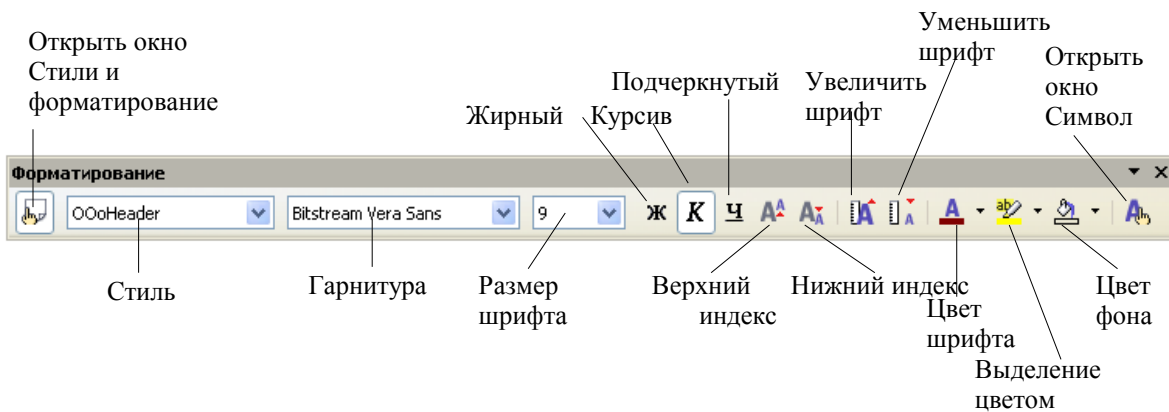 Открыть окно
Стили и
форматирование
Жирный
Курсив
Подчеркнутый
Увеличить
шрифт
Уменьшить
шрифт
Открыть
окно
Символ
Форматирование
OOoHeader
Bitstream Vera Sans
9
Ж К Ч А А А А А А А ab А
Стиль
Гарнитура
Размер
шрифта
Верхний
индекс
Нижний индекс
Цвет
шрифта
Выделение
цветом
Цвет
фона